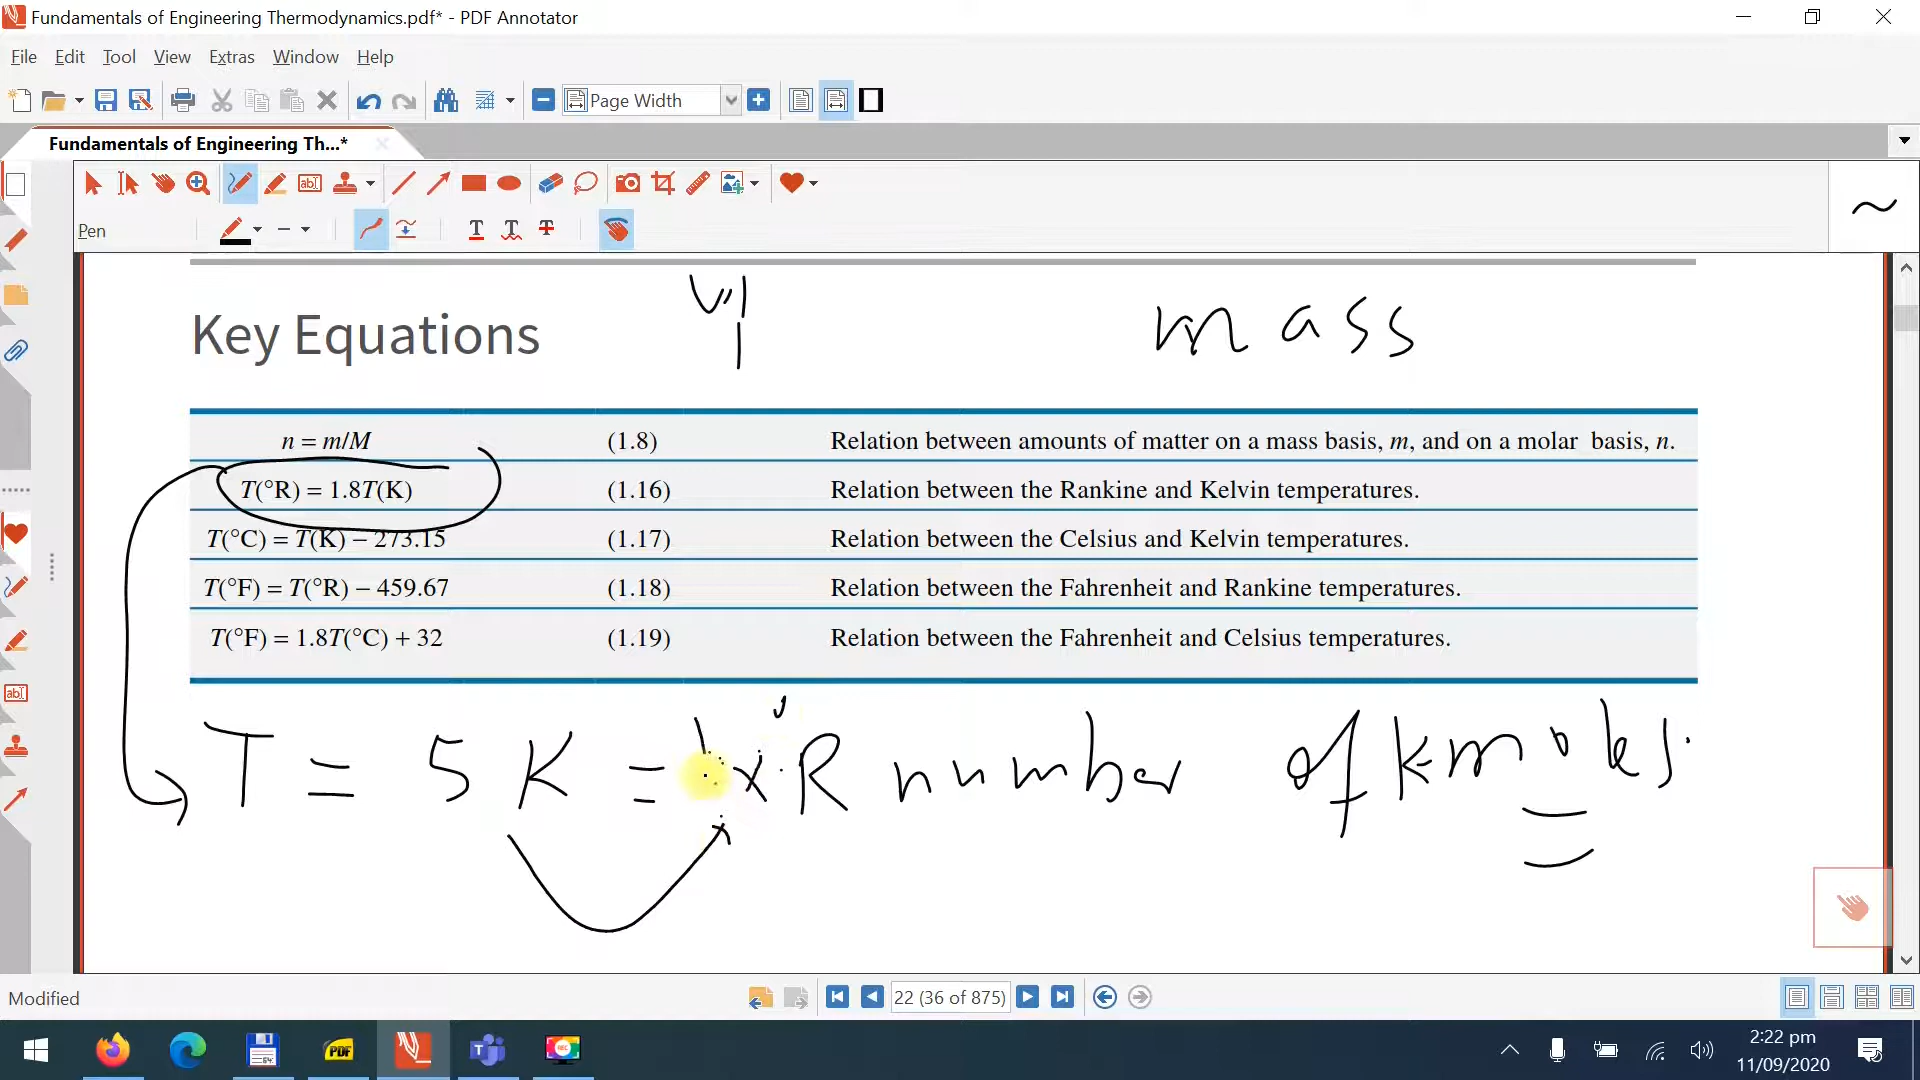 Fundamentals of Engineering Thermodynamics.pdf* - PDF Annotator
File Edit Tool View Extras Window Help
Page Width
Fundamentals of Engineering Th...*
Pen
Key Equations
mass
n = m/M (1.8) Relation between amounts of matter on a mass basis, m, and on a molar basis, n.
T(°R) = 1.8T(K) (1.16) Relation between the Rankine and Kelvin temperatures.
T(°C) = T(K) − 273.15 (1.17) Relation between the Celsius and Kelvin temperatures.
T(°F) = T(°R) − 459.67 (1.18) Relation between the Fahrenheit and Rankine temperatures.
T(°F) = 1.8T(°C) + 32 (1.19) Relation between the Fahrenheit and Celsius temperatures.
T = 5 K = x °R number of kmoles.
Modified
22 (36 of 875)
PDF
2:22 pm
11/09/2020